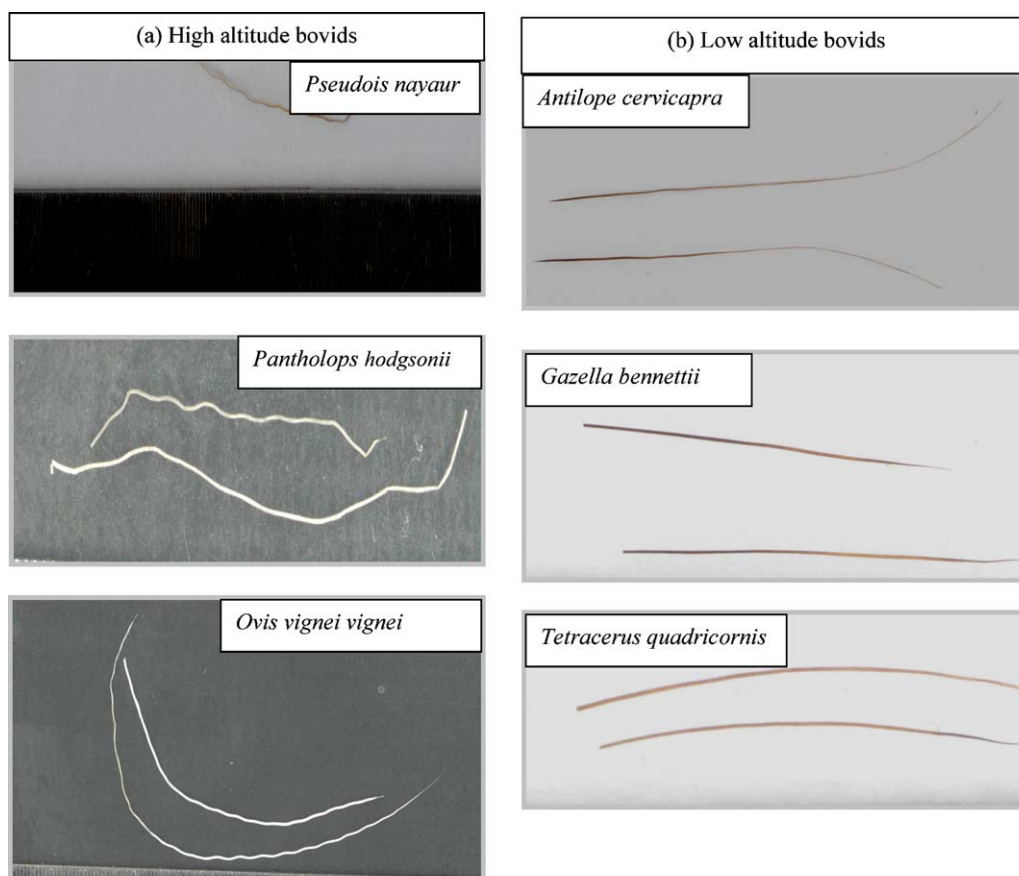 (a) High altitude bovids
Pseudois nayaur
Pantholops hodgsonii
Ovis vignei vignei
(b) Low altitude bovids
Antilope cervicapra
Gazella bennettii
Tetracerus quadricornis